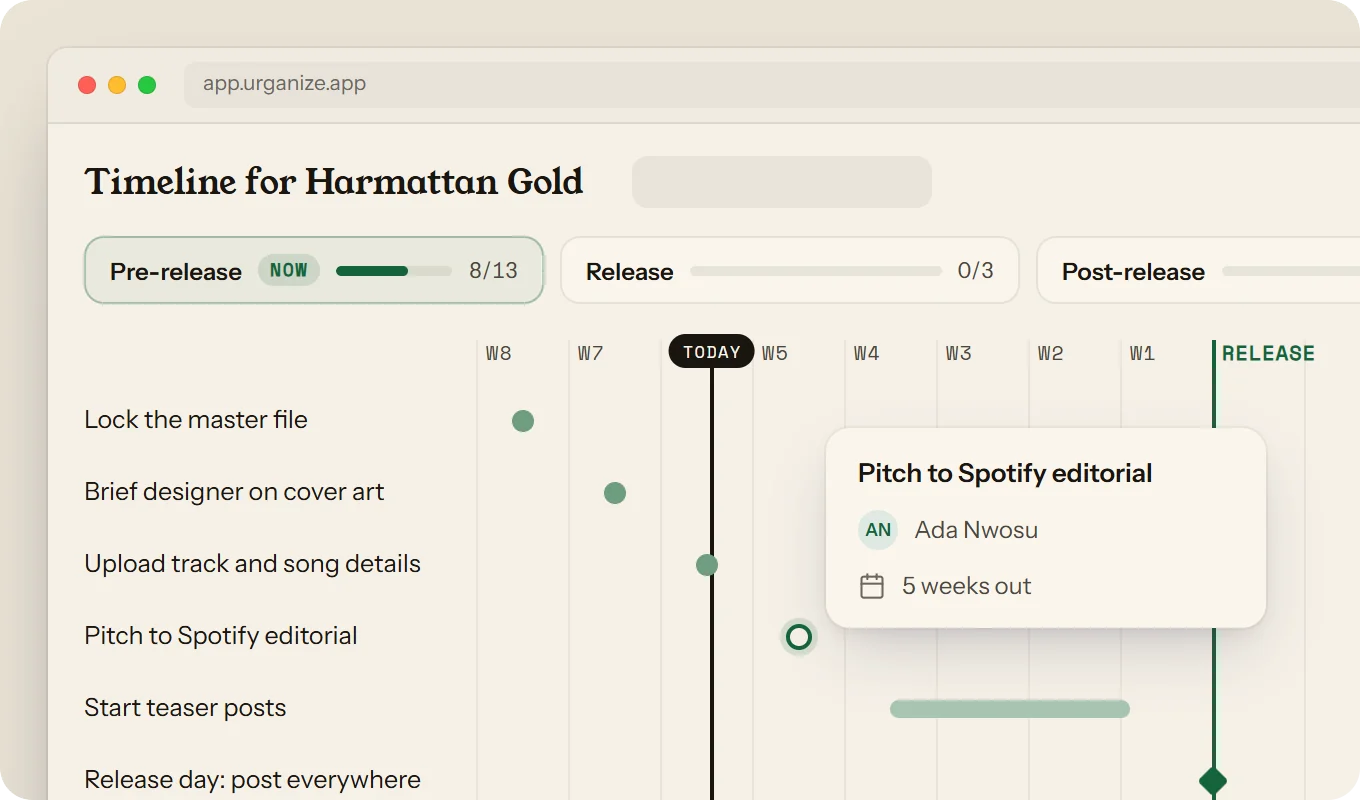 app.urganize.app
Timeline for Harmattan Gold
Pre-release NOW 8/13 Release 0/3 Post-release
W8 W7 TODAY W5 W4 W3 W2 W1 RELEASE
Lock the master file
Pitch to Spotify editorial
Brief designer on cover art
AN Ada Nwosu
Upload track and song details
5 weeks out
Pitch to Spotify editorial
Start teaser posts
Release day: post everywhere